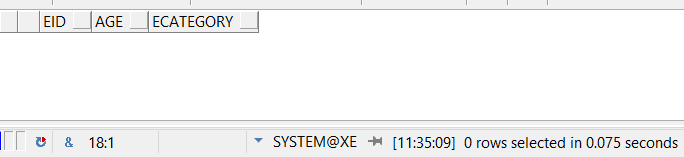 EID AGE ECATEGORY
& 18:1 SYSTEM@XE [11:35:09] 0 rows selected in 0.075 seconds